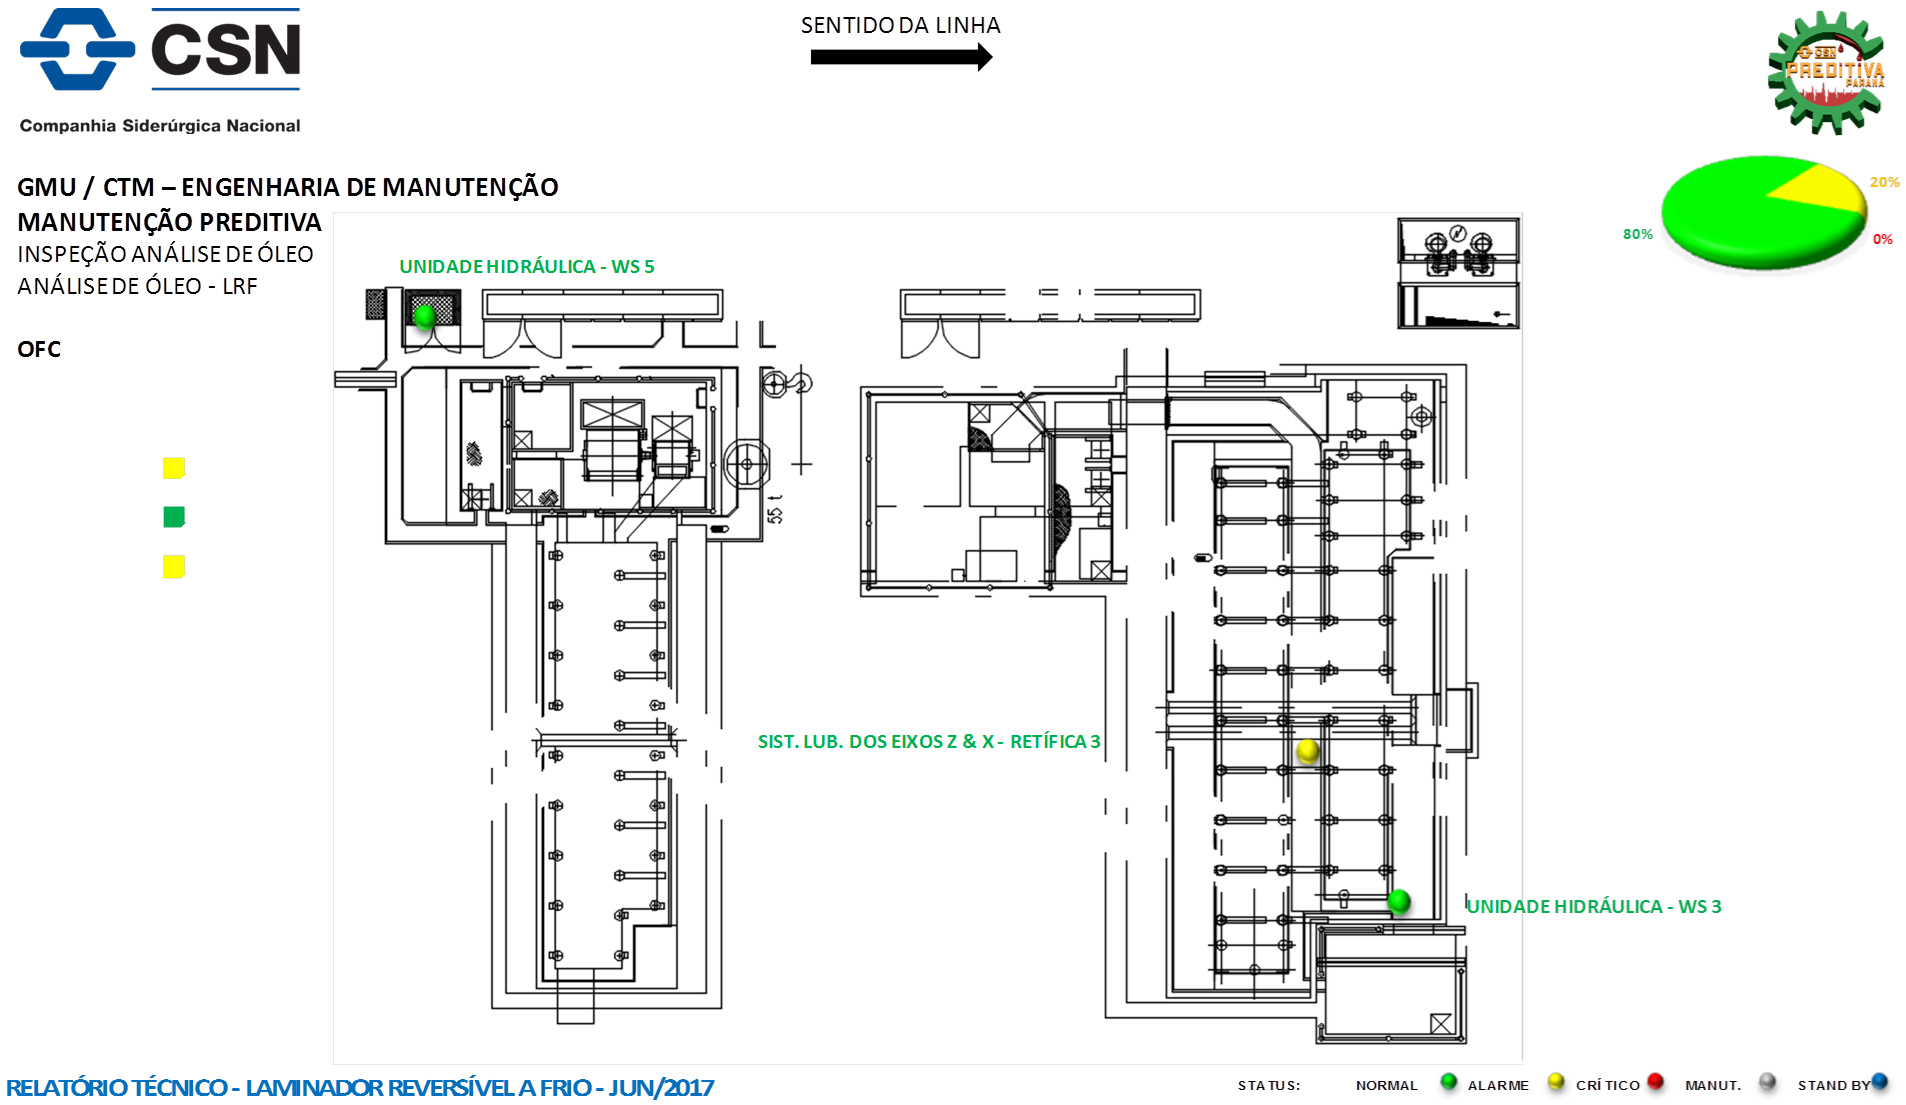 CSN
Companhia Siderúrgica Nacional
SENTIDO DA LINHA
CSN
PREDITIVA
PARANÁ
GMU / CTM – ENGENHARIA DE MANUTENÇÃO
MANUTENÇÃO PREDITIVA
INSPEÇÃO ANÁLISE DE ÓLEO
ANÁLISE DE ÓLEO - LRF
OFC
20%
80%
0%
UNIDADE HIDRÁULICA - WS 5
55 t
SIST. LUB. DOS EIXOS Z & X - RETÍFICA 3
UNIDADE HIDRÁULICA - WS 3
RELATÓRIO TÉCNICO - LAMINADOR REVERSÍVEL A FRIO - JUN/2017
STATUS: NORMAL ALARME CRÍTICO MANUT. STAND BY